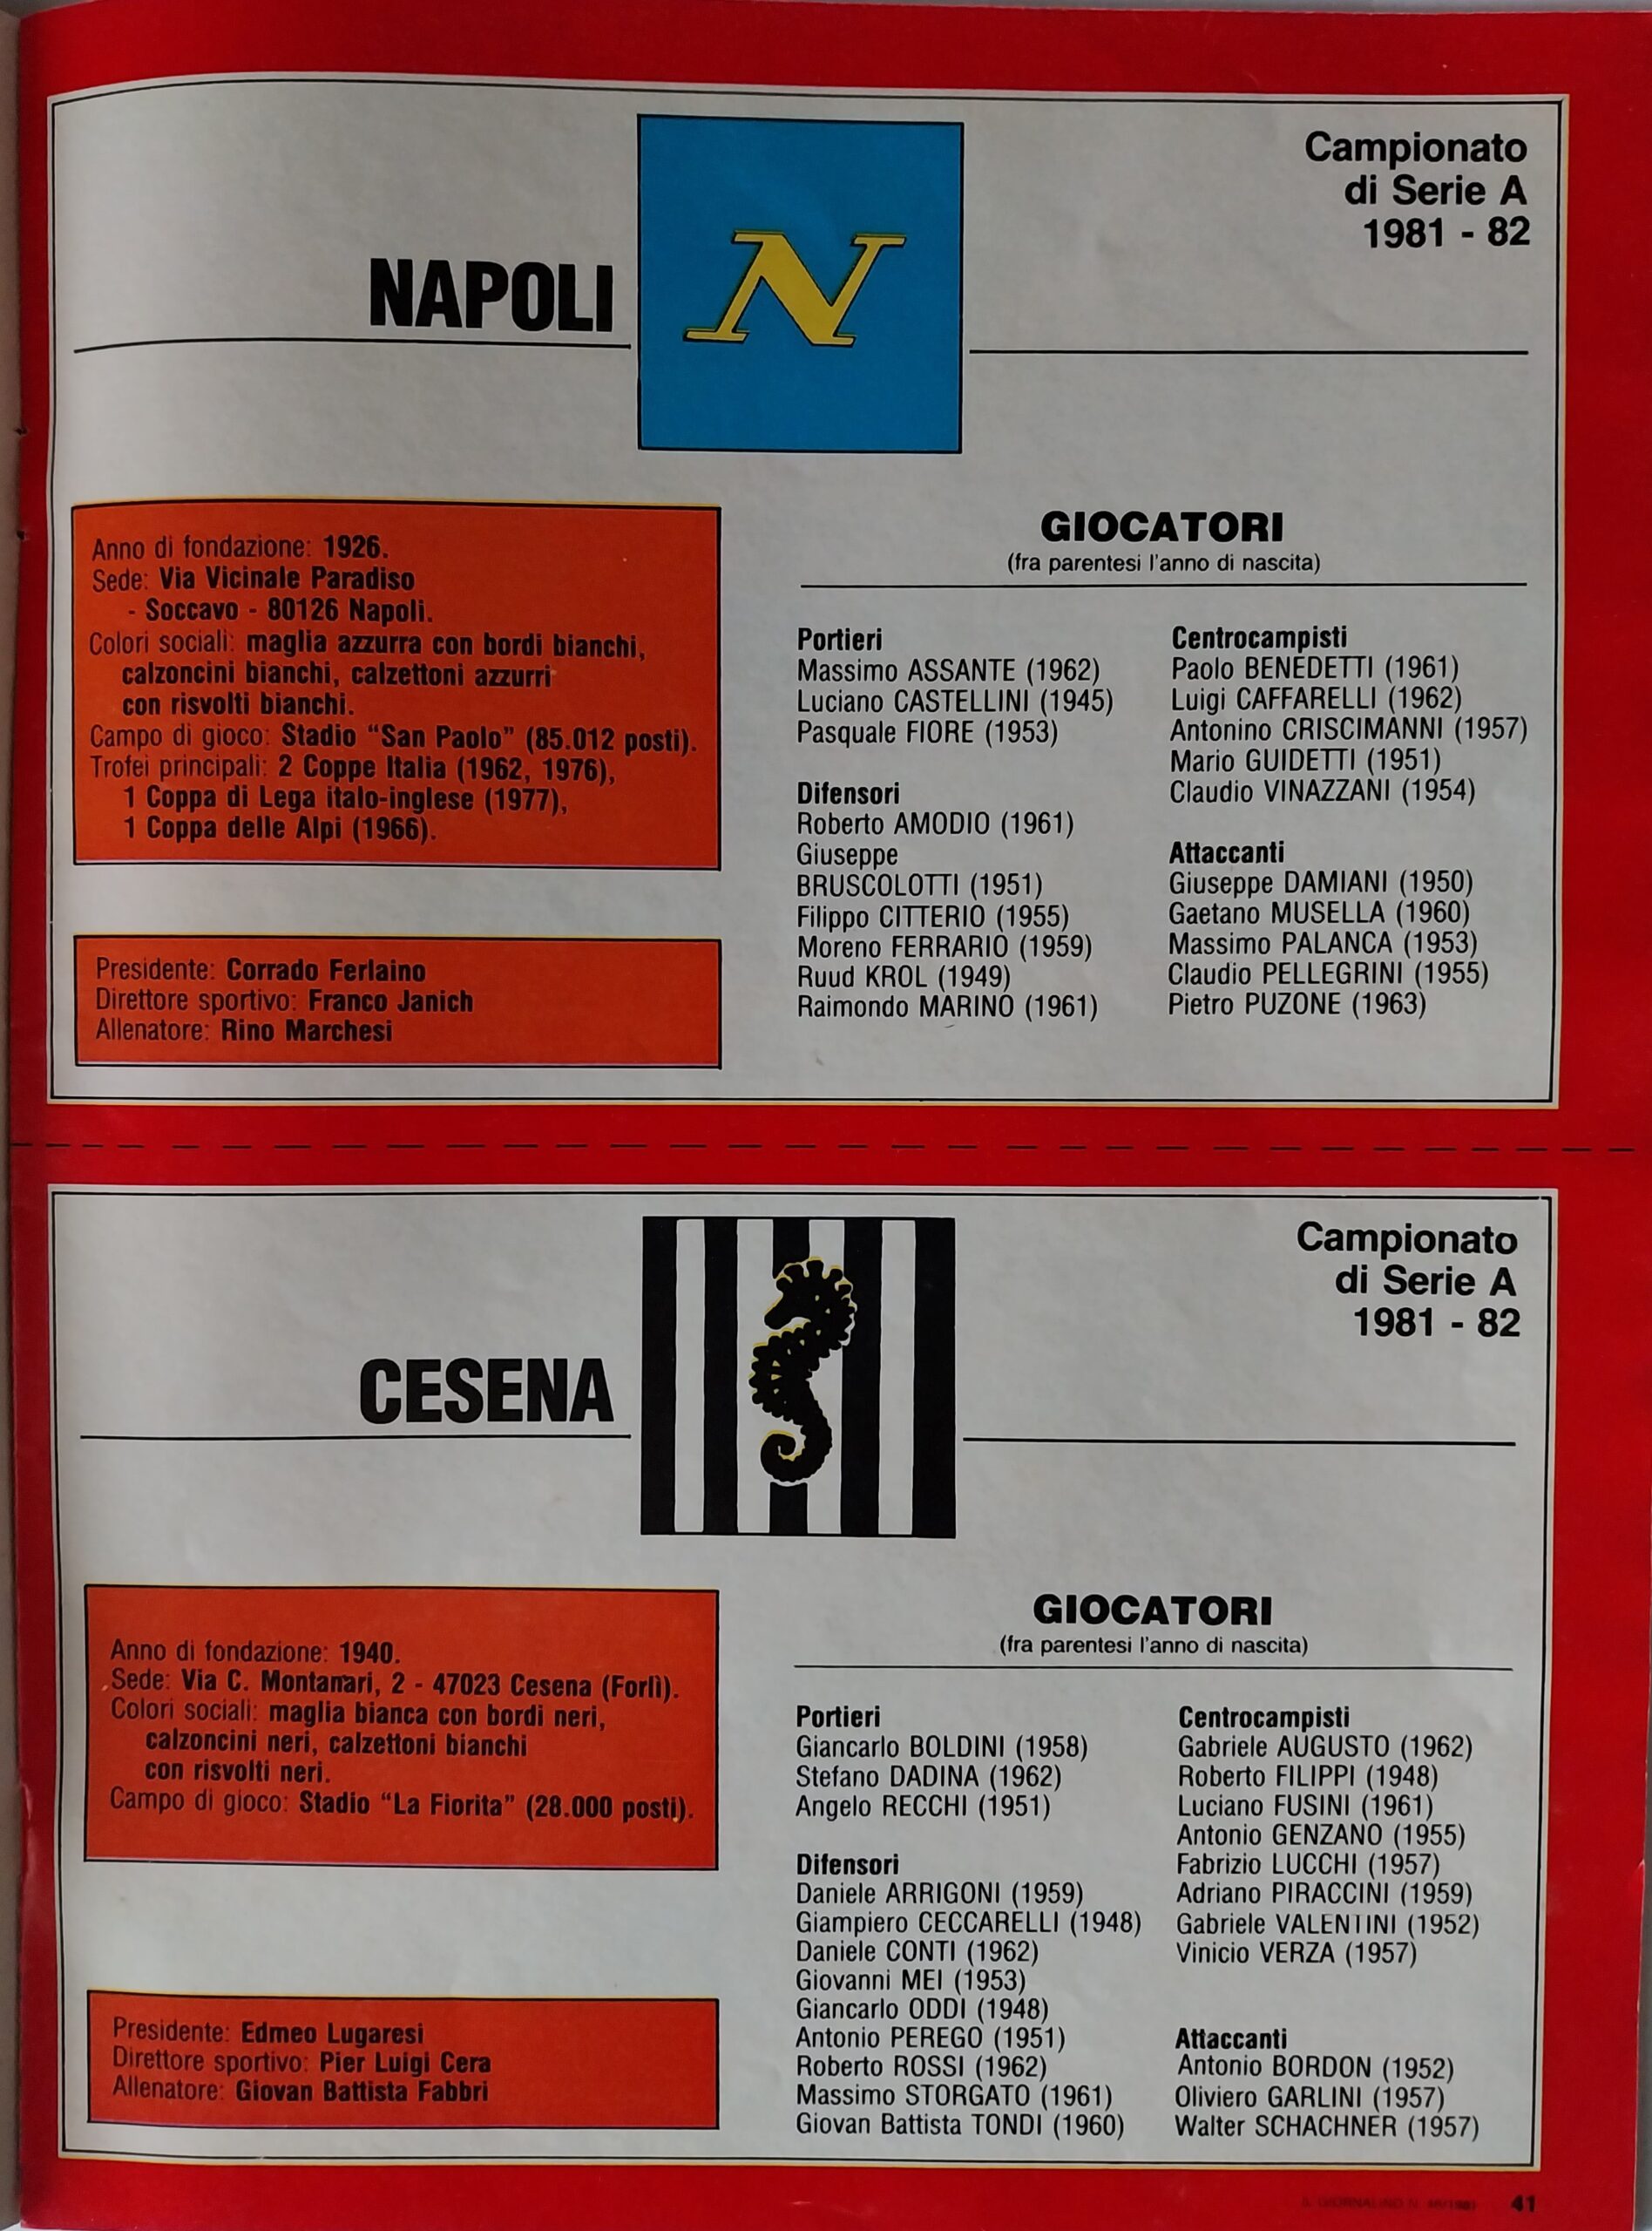 Campionato
di Serie A
1981 - 82
NAPOLI
N
Anno di fondazione: 1926.
Sede: Via Vicinale Paradiso
- Soccavo - 80126 Napoli.
Colori sociali: maglia azzurra con bordi bianchi,
calzoncini bianchi, calzettoni azzurri
con risvolti bianchi.
Campo di gioco: Stadio “San Paolo” (85.012 posti).
Trofei principali: 2 Coppe Italia (1962, 1976),
1 Coppa di Lega italo-inglese (1977),
1 Coppa delle Alpi (1966).
Presidente: Corrado Ferlaino
Direttore sportivo: Franco Janich
Allenatore: Rino Marchesi
GIOCATORI
(fra parentesi l'anno di nascita)
Portieri
Massimo ASSANTE (1962)
Luciano CASTELLINI (1945)
Pasquale FIORE (1953)
Difensori
Roberto AMODIO (1961)
Giuseppe
BRUSCOLOTTI (1951)
Filippo CITTERIO (1955)
Moreno FERRARIO (1959)
Ruud KROL (1949)
Raimondo MARINO (1961)
Centrocampisti
Paolo BENEDETTI (1961)
Luigi CAFFARELLI (1962)
Antonino CRISCIMANNI (1957)
Mario GUIDETTI (1951)
Claudio VINAZZANI (1954)
Attaccanti
Giuseppe DAMIANI (1950)
Gaetano MUSELLA (1960)
Massimo PALANCA (1953)
Claudio PELLEGRINI (1955)
Pietro PUZONE (1963)
Campionato
di Serie A
1981 - 82
CESENA
Anno di fondazione: 1940.
Sede: Via C. Montanari, 2 - 47023 Cesena (Forlì).
Colori sociali: maglia bianca con bordi neri,
calzoncini neri, calzettoni bianchi
con risvolti neri.
Campo di gioco: Stadio “La Fiorita” (28.000 posti).
Presidente: Edmeo Lugaresi
Direttore sportivo: Pier Luigi Cera
Allenatore: Giovan Battista Fabbri
GIOCATORI
(fra parentesi l'anno di nascita)
Portieri
Giancarlo BOLDINI (1958)
Stefano DADINA (1962)
Angelo RECCHI (1951)
Difensori
Daniele ARRIGONI (1959)
Giampiero CECCARELLI (1948)
Daniele CONTI (1962)
Giovanni MEI (1953)
Giancarlo ODDI (1948)
Antonio PEREGO (1951)
Roberto ROSSI (1962)
Massimo STORGATO (1961)
Giovan Battista TONDI (1960)
Centrocampisti
Gabriele AUGUSTO (1962)
Roberto FILIPPI (1948)
Luciano FUSINI (1961)
Antonio GENZANO (1955)
Fabrizio LUCCHI (1957)
Adriano PIRACCINI (1959)
Gabriele VALENTINI (1952)
Vinicio VERZA (1957)
Attaccanti
Antonio BORDON (1952)
Oliviero GARLINI (1957)
Walter SCHACHNER (1957)
IL GIORNALINO N. 41